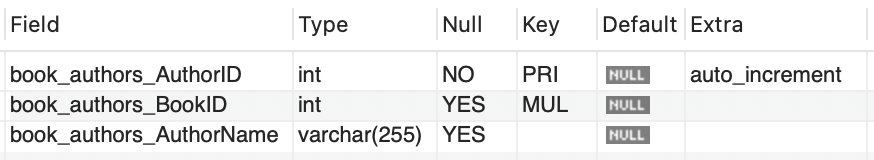 Field Type Null Key Default Extra
book_authors_AuthorID int NO PRI NULL auto_increment
book_authors_BookID int YES MUL NULL
book_authors_AuthorName varchar(255) YES NULL